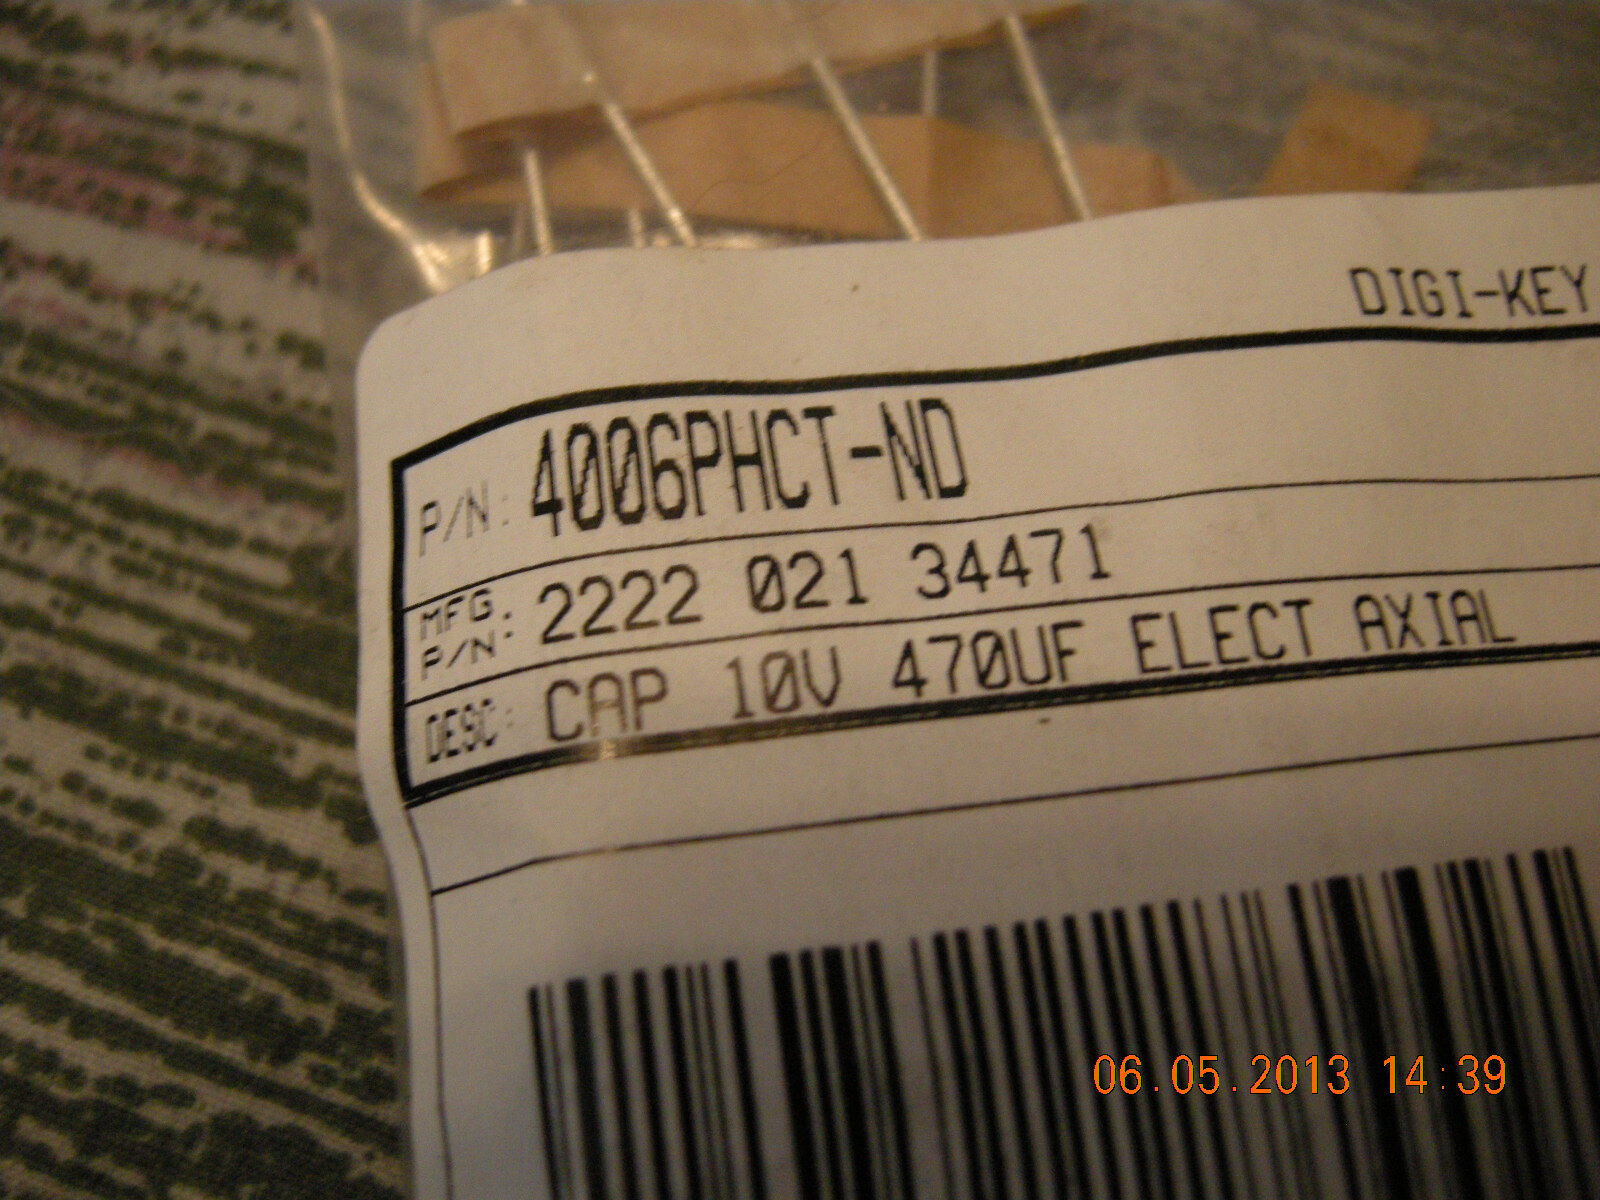 DIGI-KEY
P/N: 4006PHCT-ND
MFG. P/N: 2222 021 34471
DESC: CAP 10V 470UF ELECT AXIAL
06.05.2013 14:39